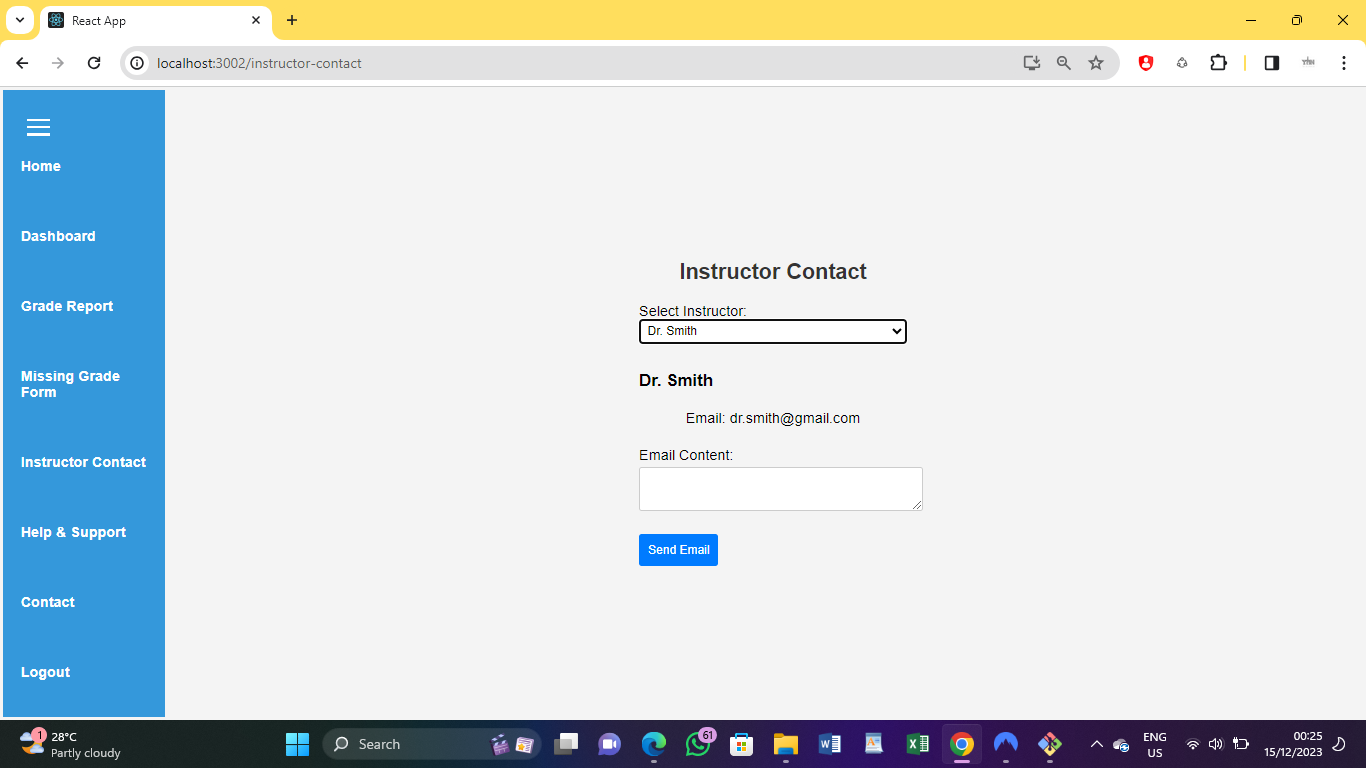 React App
localhost:3002/instructor-contact
Home
Dashboard
Grade Report
Missing Grade
Form
Instructor Contact
Help & Support
Contact
Logout
Instructor Contact
Select Instructor:
Dr. Smith
Dr. Smith
Email: dr.smith@gmail.com
Email Content:
Send Email
1
28°C
Partly cloudy
Search
61
ENG
US
00:25
15/12/2023